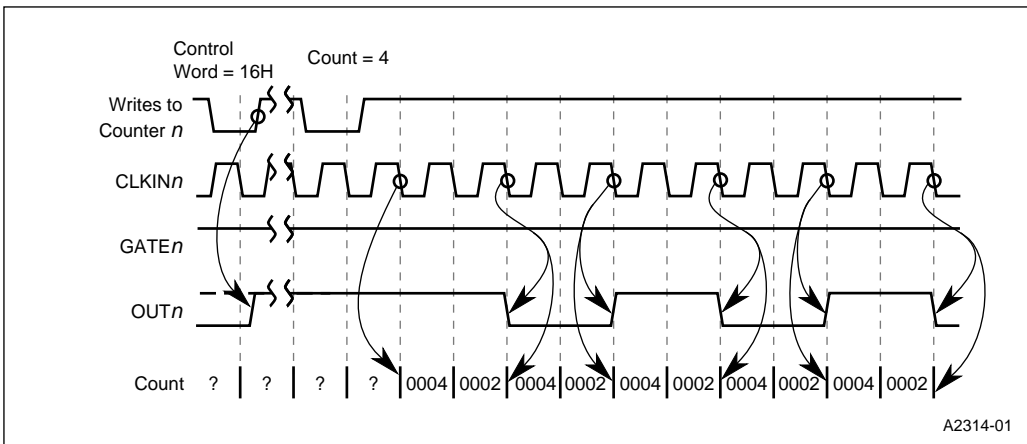 Control
Word = 16H
Count = 4
Writes to
Counter n
CLKINn
GATEn
OUTn
Count ? ? ? ? 0004 0002 0004 0002 0004 0002 0004 0002 0004 0002
A2314-01